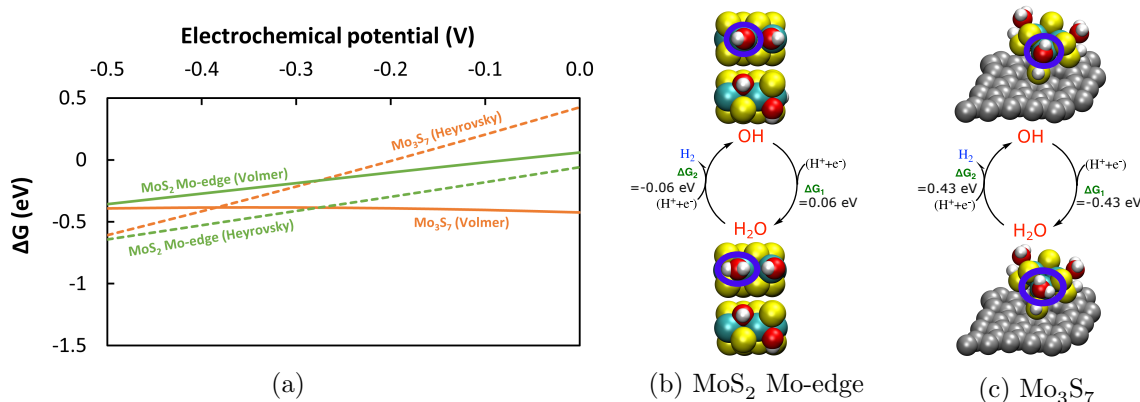 Electrochemical potential (V)
-0.5 -0.4 -0.3 -0.2 -0.1 0.0
0.5
0
-0.5
-1
-1.5
ΔG (eV)
Mo3S7 (Heyrovsky)
MoS2 Mo-edge (Volmer)
MoS2 Mo-edge (Heyrovsky)
Mo3S7 (Volmer)
(a)
OH
H2
ΔG2
=-0.06 eV
(H⁺+e⁻)
(H⁺+e⁻)
ΔG1
=0.06 eV
H2O
(b) MoS2 Mo-edge
OH
H2
ΔG2
=0.43 eV
(H⁺+e⁻)
(H⁺+e⁻)
ΔG1
=-0.43 eV
H2O
(c) Mo3S7